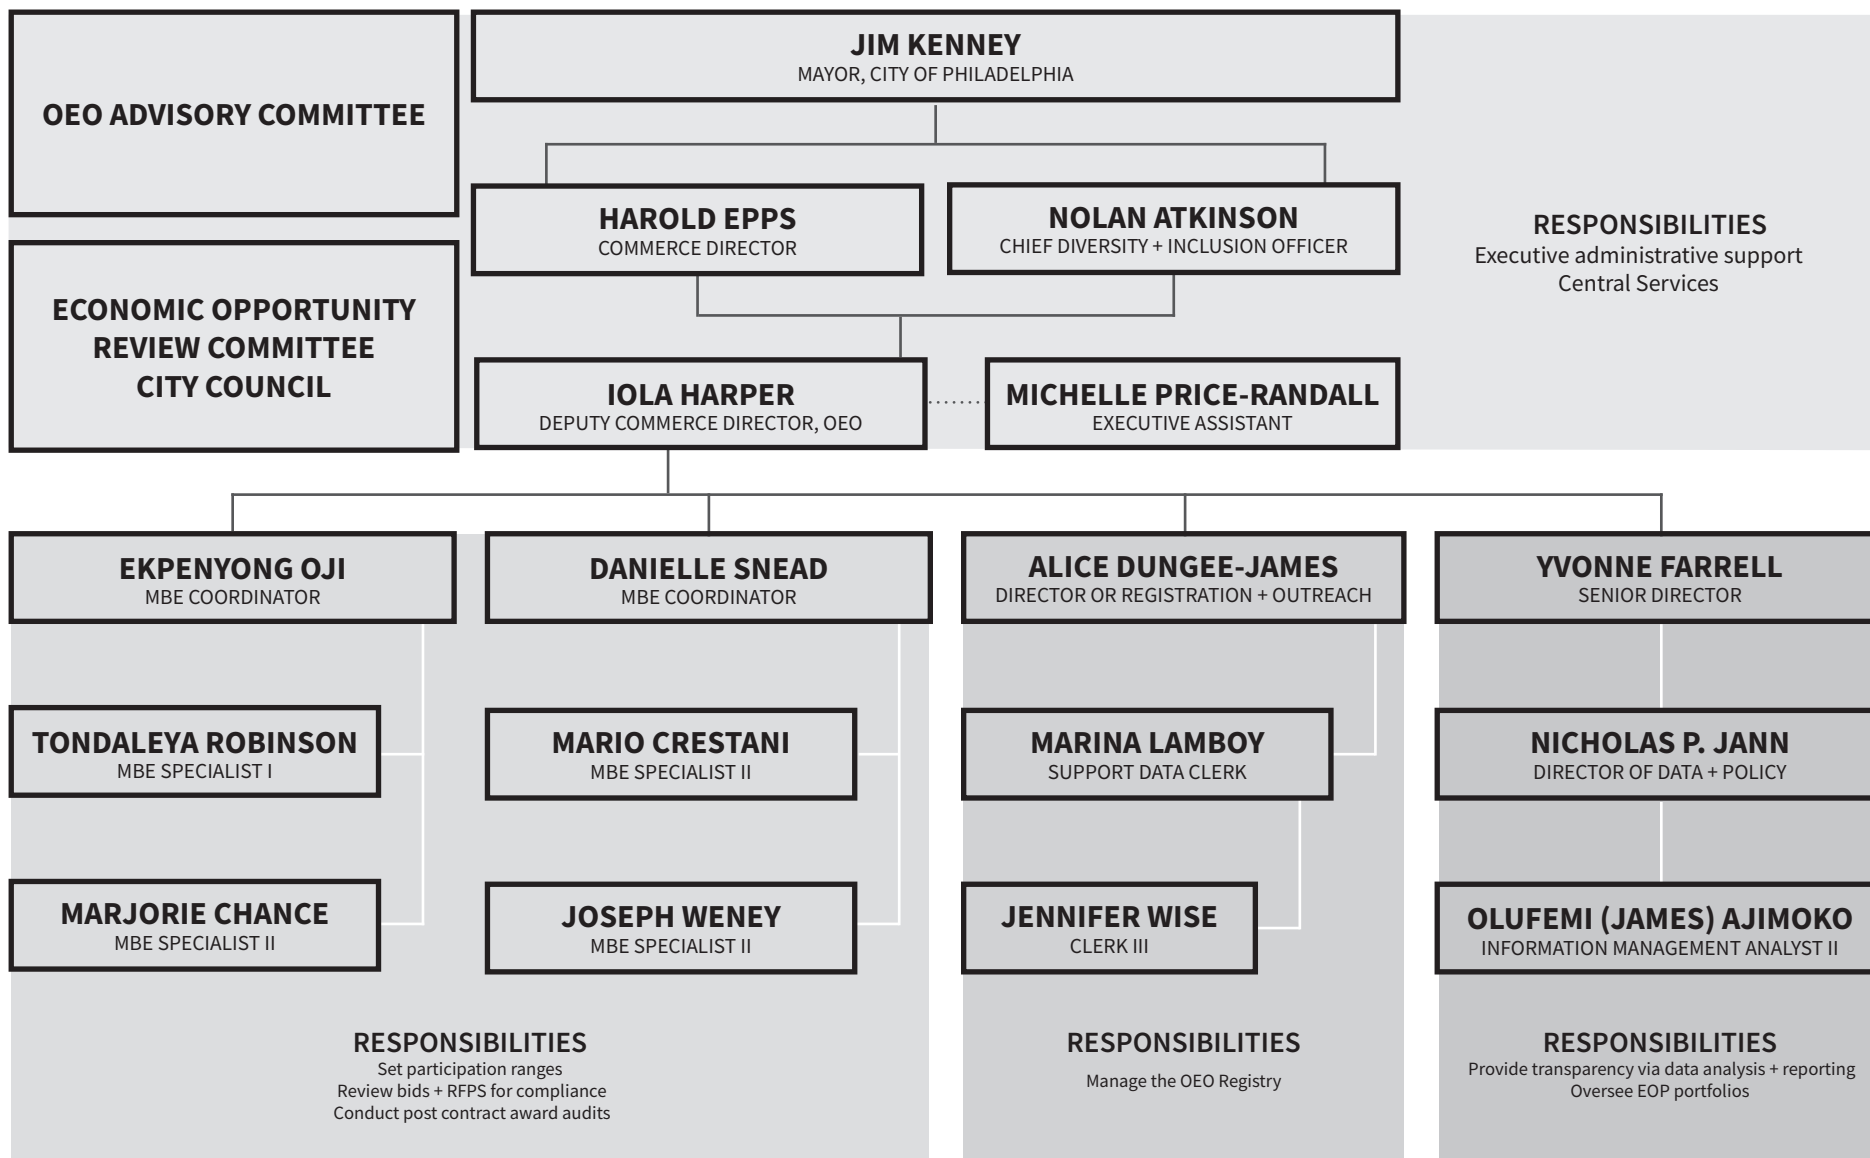 OEO ADVISORY COMMITTEE
JIM KENNEY
MAYOR, CITY OF PHILADELPHIA
HAROLD EPPS
COMMERCE DIRECTOR
NOLAN ATKINSON
CHIEF DIVERSITY + INCLUSION OFFICER
RESPONSIBILITIES
Executive administrative support
Central Services
ECONOMIC OPPORTUNITY
REVIEW COMMITTEE
CITY COUNCIL
IOLA HARPER
DEPUTY COMMERCE DIRECTOR, OEO
MICHELLE PRICE-RANDALL
EXECUTIVE ASSISTANT
EKPENYONG OJI
MBE COORDINATOR
DANIELLE SNEAD
MBE COORDINATOR
ALICE DUNGEE-JAMES
DIRECTOR OR REGISTRATION + OUTREACH
YVONNE FARRELL
SENIOR DIRECTOR
TONDALEYA ROBINSON
MBE SPECIALIST I
MARIO CRESTANI
MBE SPECIALIST II
MARINA LAMBOY
SUPPORT DATA CLERK
NICHOLAS P. JANN
DIRECTOR OF DATA + POLICY
MARJORIE CHANCE
MBE SPECIALIST II
JOSEPH WENEY
MBE SPECIALIST II
JENNIFER WISE
CLERK III
OLUFEMI (JAMES) AJIMOKO
INFORMATION MANAGEMENT ANALYST II
RESPONSIBILITIES
Set participation ranges
Review bids + RFPS for compliance
Conduct post contract award audits
RESPONSIBILITIES
Manage the OEO Registry
RESPONSIBILITIES
Provide transparency via data analysis + reporting
Oversee EOP portfolios